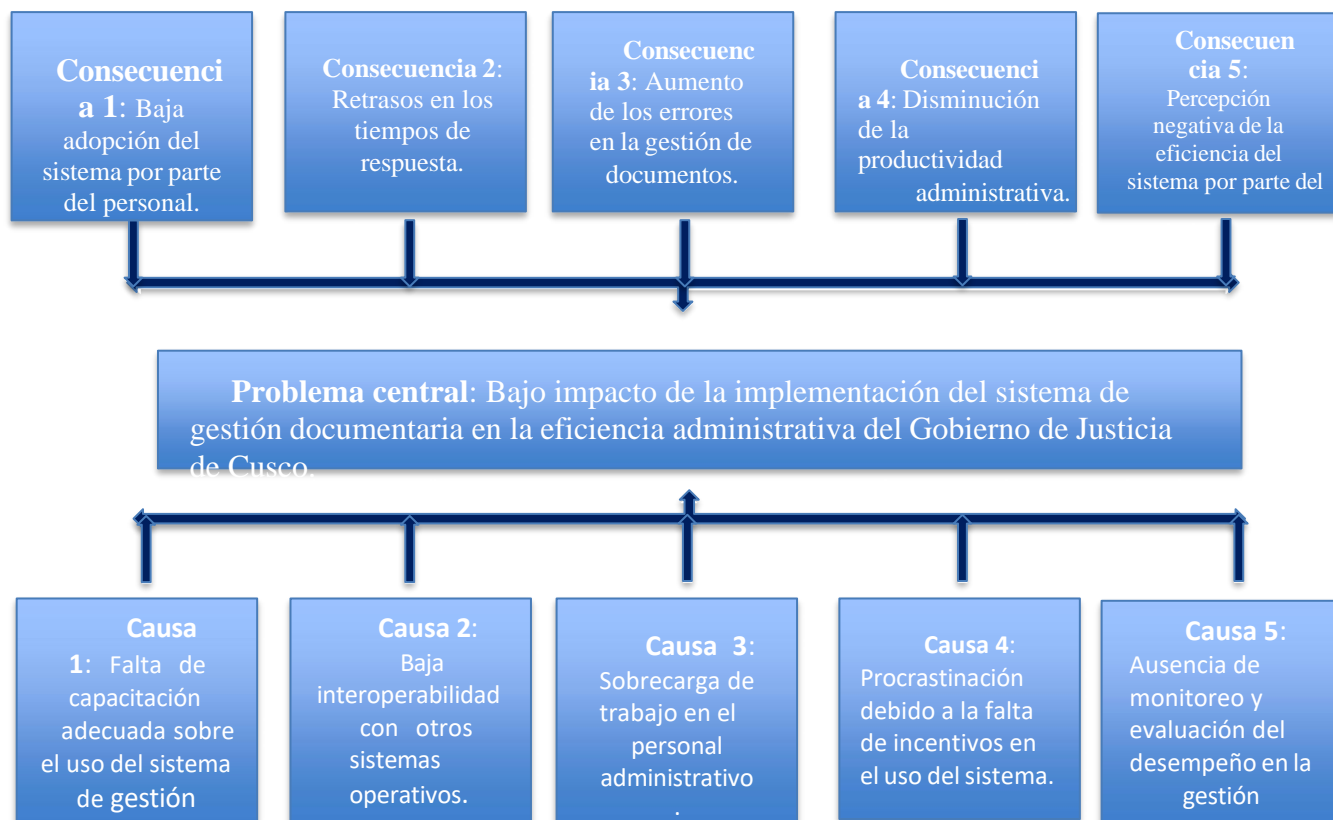 Consecuenci
a 1: Baja
adopción del
sistema por parte
del personal.
Consecuencia 2:
Retrasos en los
tiempos de
respuesta.
Consecuenc
ia 3: Aumento
de los errores
en la gestión de
documentos.
Consecuenci
a 4: Disminución
de la
productividad
administrativa.
Consecuen
cia 5:
Percepción
negativa de la
eficiencia del
sistema por parte del
Problema central: Bajo impacto de la implementación del sistema de
gestión documentaria en la eficiencia administrativa del Gobierno de Justicia
de Cusco.
Causa
1: Falta de
capacitación
adecuada sobre
el uso del sistema
de gestión
Causa 2:
Baja
interoperabilidad
con otros
sistemas
operativos.
Causa 3:
Sobrecarga de
trabajo en el
personal
administrativo
.
Causa 4:
Procrastinación
debido a la falta
de incentivos en
el uso del sistema.
Causa 5:
Ausencia de
monitoreo y
evaluación del
desempeño en la
gestión